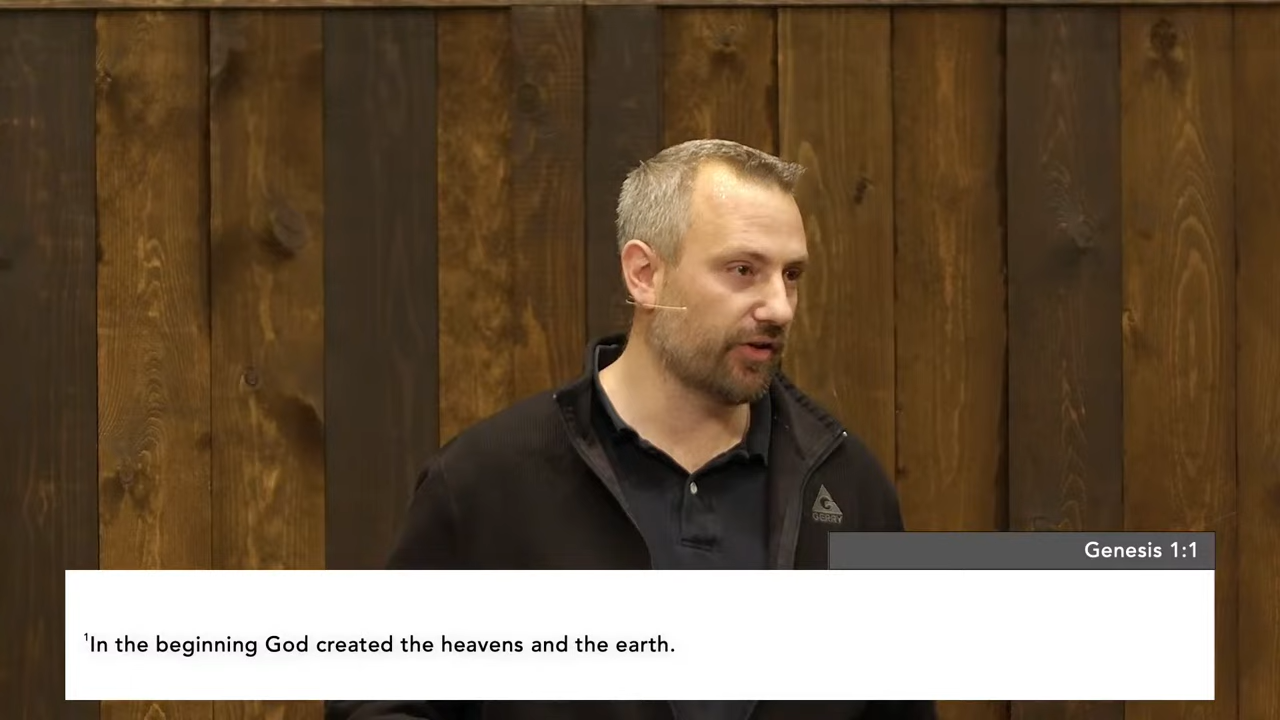 GERRY
Genesis 1:1
¹In the beginning God created the heavens and the earth.